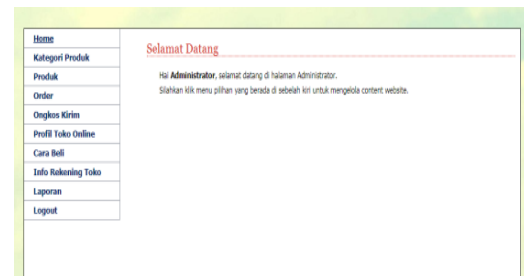 Home
Kategori Produk
Produk
Order
Ongkos Kirim
Profil Toko Online
Cara Beli
Info Rekening Toko
Laporan
Logout
Selamat Datang
Hai Administrator, selamat datang di halaman Administrator.
Silahkan klik menu pilihan yang berada di sebelah kiri untuk mengelola content website.